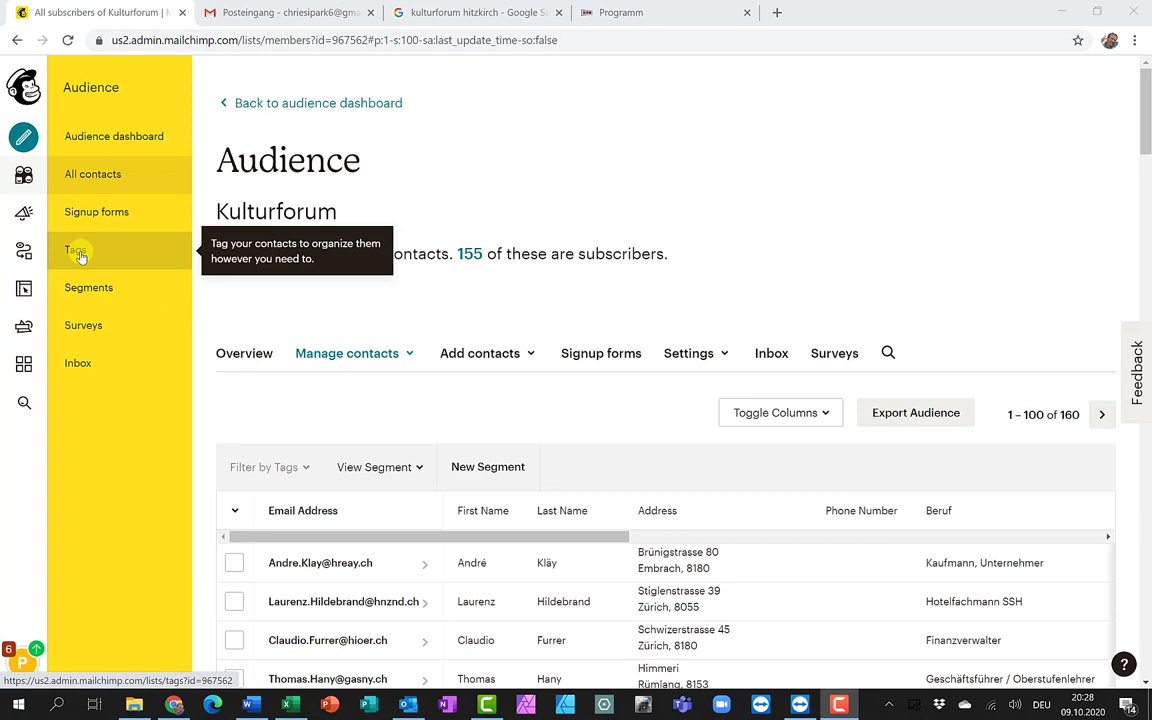 All subscribers of Kulturforum | M
Posteingang - chriesipark6@gma
kulturforum hitzkirch - Google Su
Programm
us2.admin.mailchimp.com/lists/members?id=967562#p:1-s:100-sa:last_update_time-so:false
Audience
Audience dashboard
All contacts
Signup forms
Tags
Segments
Surveys
Inbox
Back to audience dashboard
Audience
Kulturforum
Tag your contacts to organize them
however you need to.
ontacts. 155 of these are subscribers.
Overview
Manage contacts
Add contacts
Signup forms
Settings
Inbox
Surveys
Feedback
Toggle Columns
Export Audience
1 – 100 of 160
Filter by Tags
View Segment
New Segment
Email Address
First Name
Last Name
Address
Phone Number
Beruf
Andre.Klay@hreay.ch
André
Kläy
Brünigstrasse 80
Embrach, 8180
Kaufmann, Unternehmer
Laurenz.Hildebrand@hnznd.ch
Laurenz
Hildebrand
Stiglenstrasse 39
Zürich, 8055
Hotelfachmann SSH
Claudio.Furrer@hioer.ch
Claudio
Furrer
Schwizerstrasse 45
Zürich, 8180
Finanzverwalter
Thomas.Hany@gasny.ch
Thomas
Hany
Himmeri
Rümlang, 8153
Geschäftsführer / Oberstufenlehrer
6
P
?
https://us2.admin.mailchimp.com/lists/tags?id=967562
DEU
20:28
09.10.2020
14